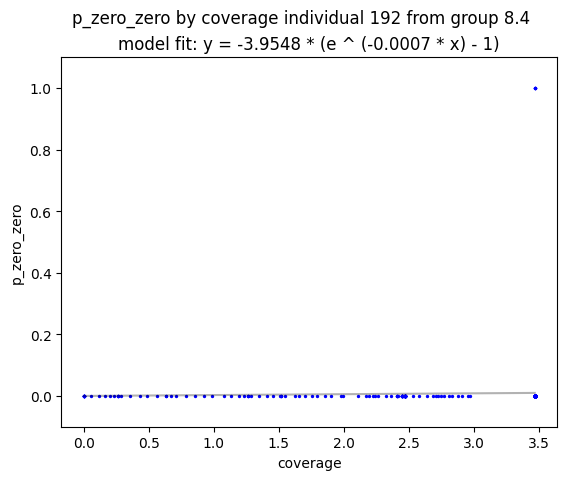 p_zero_zero by coverage individual 192 from group 8.4
model fit: y = -3.9548 * (e ^ (-0.0007 * x) - 1)
1.0
0.8
0.6
0.4
0.2
0.0
p_zero_zero
0.0 0.5 1.0 1.5 2.0 2.5 3.0 3.5
coverage